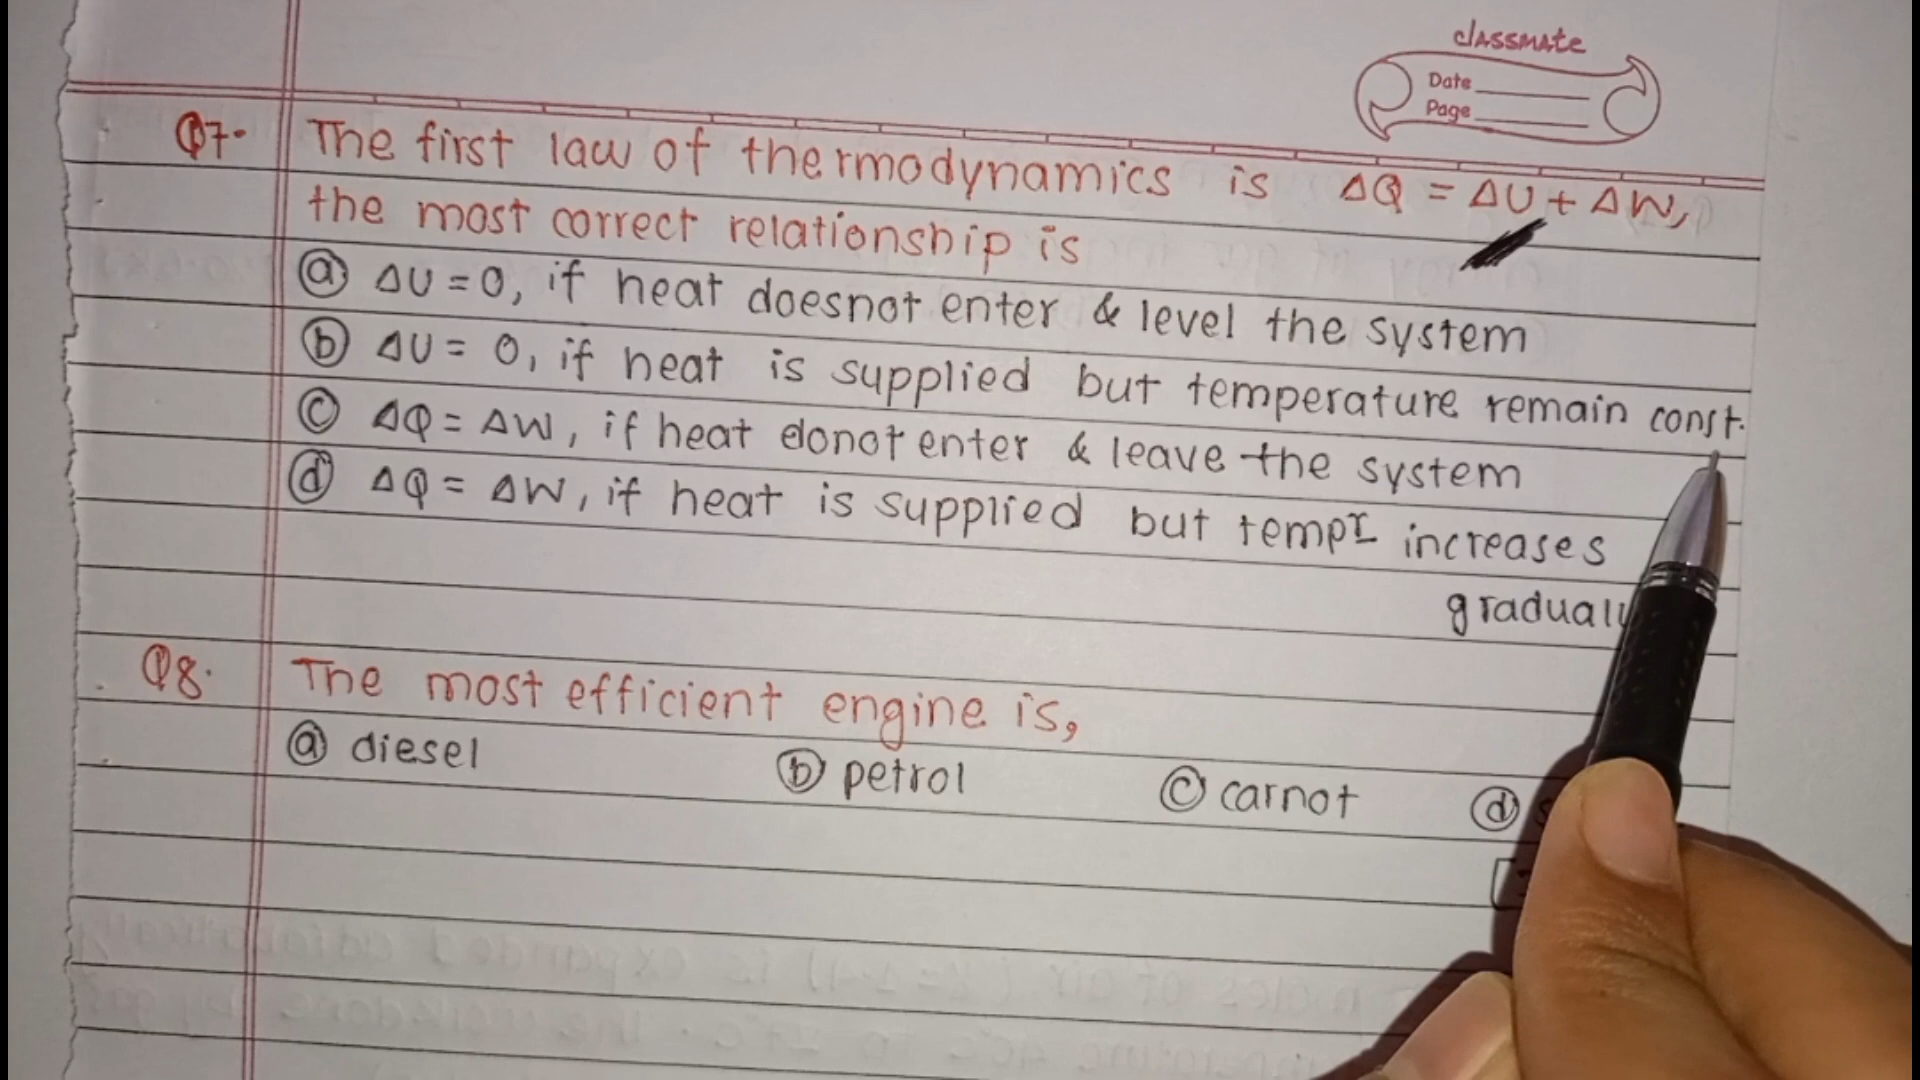 classmate
Date
Page
Q7. The first law of thermodynamics is ΔQ = ΔU + ΔW,
the most correct relationship is
(a) ΔU = 0, if heat doesnot enter & level the system
(b) ΔU = 0, if heat is supplied but temperature remain const.
(c) ΔQ = ΔW, if heat donot enter & leave the system
(d) ΔQ = ΔW, if heat is supplied but tempr increases
Q8. The most efficient engine is,
(a) diesel (b) petrol (c) carnot (d)